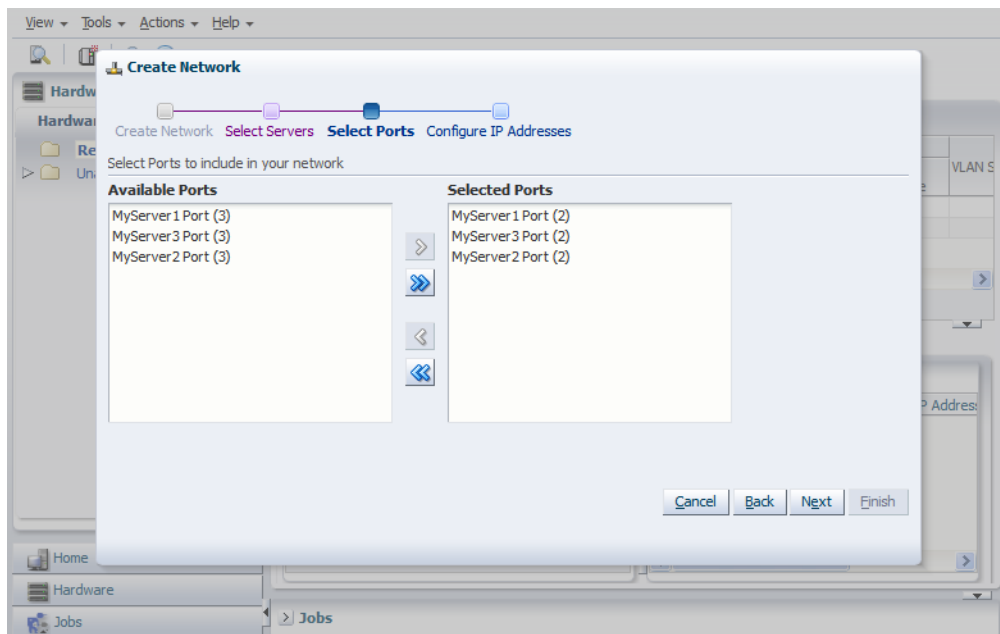 View Tools Actions Help
Create Network
Hardw
Hardwar
Create Network Select Servers Select Ports Configure IP Addresses
Re
Una
Select Ports to include in your network
VLAN S
Available Ports
Selected Ports
MyServer1 Port (3)
MyServer3 Port (3)
MyServer2 Port (3)
MyServer1 Port (2)
MyServer3 Port (2)
MyServer2 Port (2)
P Address
Cancel Back Next Finish
Home
Hardware
Jobs
Jobs